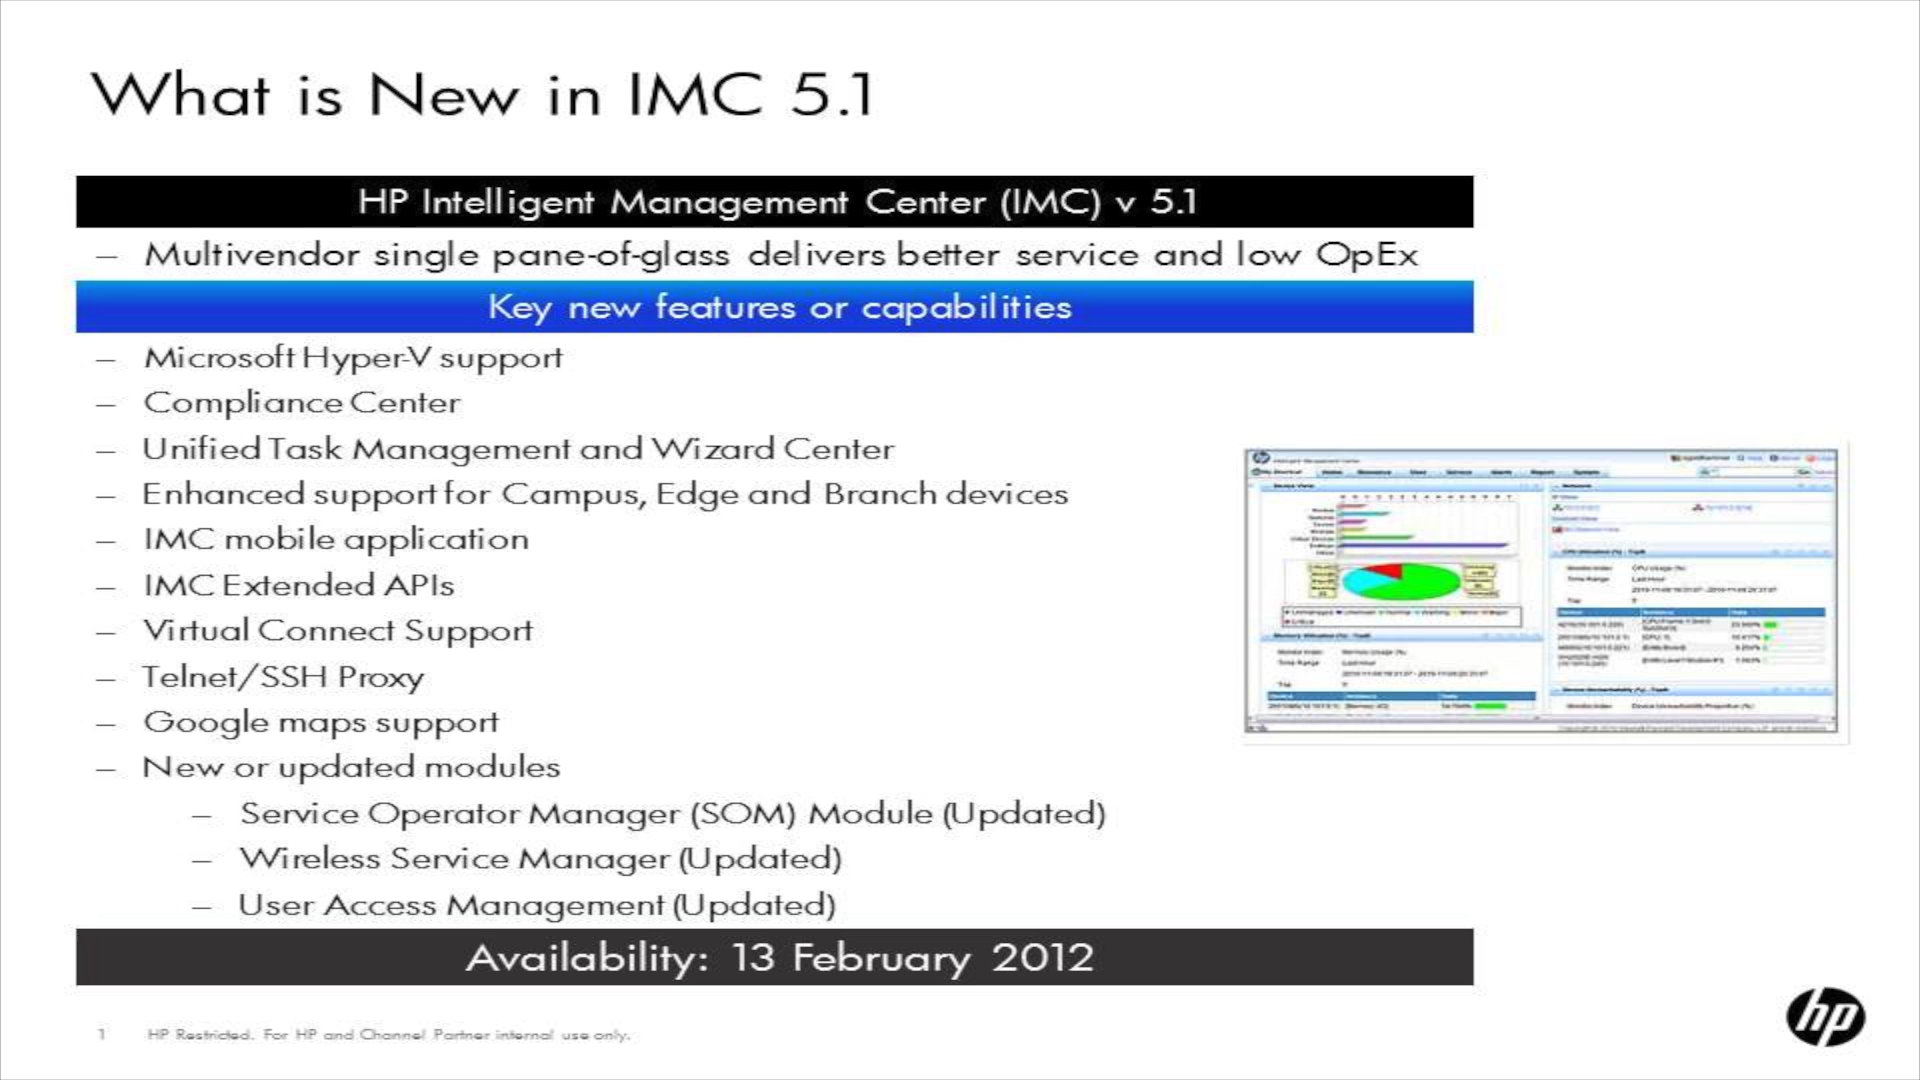 What is New in IMC 5.1
HP Intelligent Management Center (IMC) v 5.1
– Multivendor single pane-of-glass delivers better service and low OpEx
Key new features or capabilities
– Microsoft Hyper-V support
– Compliance Center
– Unified Task Management and Wizard Center
– Enhanced support for Campus, Edge and Branch devices
– IMC mobile application
– IMC Extended APIs
– Virtual Connect Support
– Telnet/SSH Proxy
– Google maps support
– New or updated modules
– Service Operator Manager (SOM) Module (Updated)
– Wireless Service Manager (Updated)
– User Access Management (Updated)
Availability: 13 February 2012
1 HP Restricted. For HP and Channel Partner internal use only.
hp